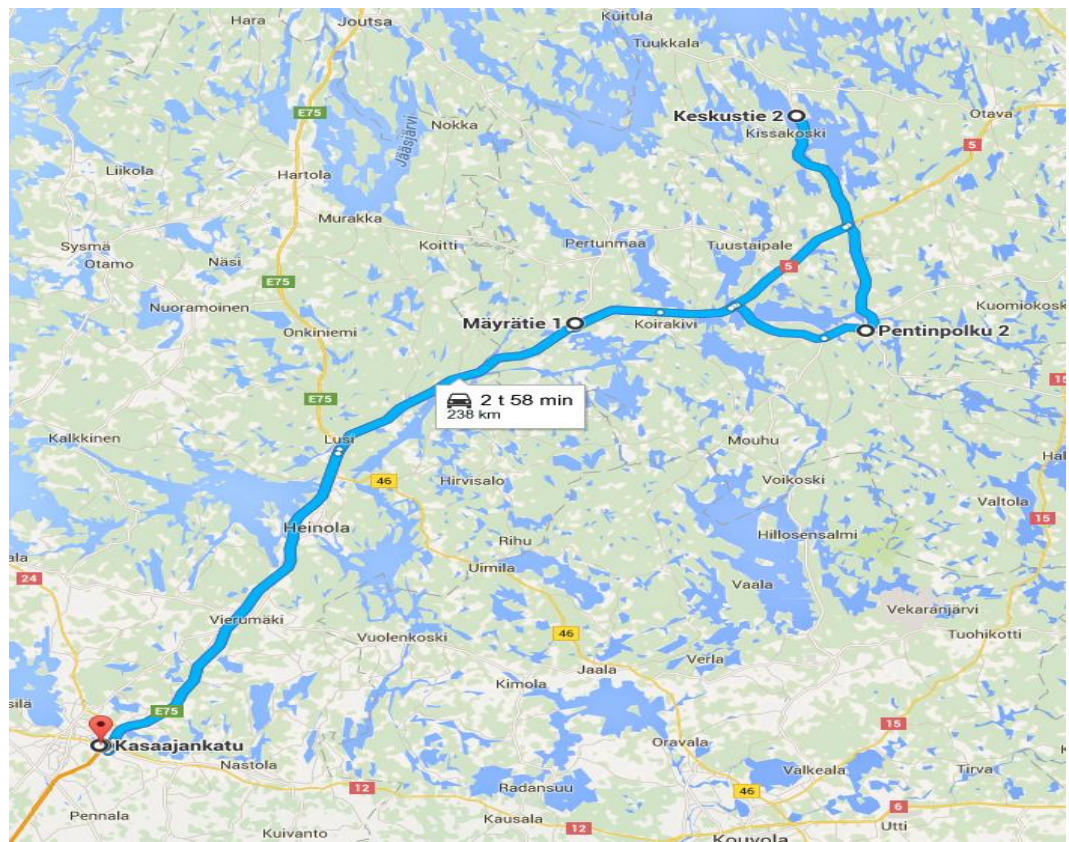 Hara
Joutsa
Kuitula
Tuukkala
E75
Nokka
Jääsjärvi
Keskustie 2
Kissakoski
Otava
5
Liikola
Hartola
Murakka
Sysmä
Otamo
Näsi
Koitti
Pertunmaa
Tuustaipale
E75
5
Nuoramoinen
Onkiniemi
Mäyrätie 1
Koirakivi
Kuomiokosk
Pentinpolku 2
15
E75
2 t 58 min
238 km
Kalkkinen
Lusi
Mouhu
46
Hirvisalo
Voikoski
Valtola
15
Heinola
Rihu
Hillosensalmi
24
Uimila
Vaala
Vierumäki
Vekaranjärvi
Vuolenkoski
46
Tuohikotti
Verla
Jaala
Kimola
silä
E75
15
Kasaajankatu
Nastola
Oravala
Valkeala
Tirva
12
Radansuu
46
6
Pennala
Kausala
Utti
Kuivanto
12
Kouvola